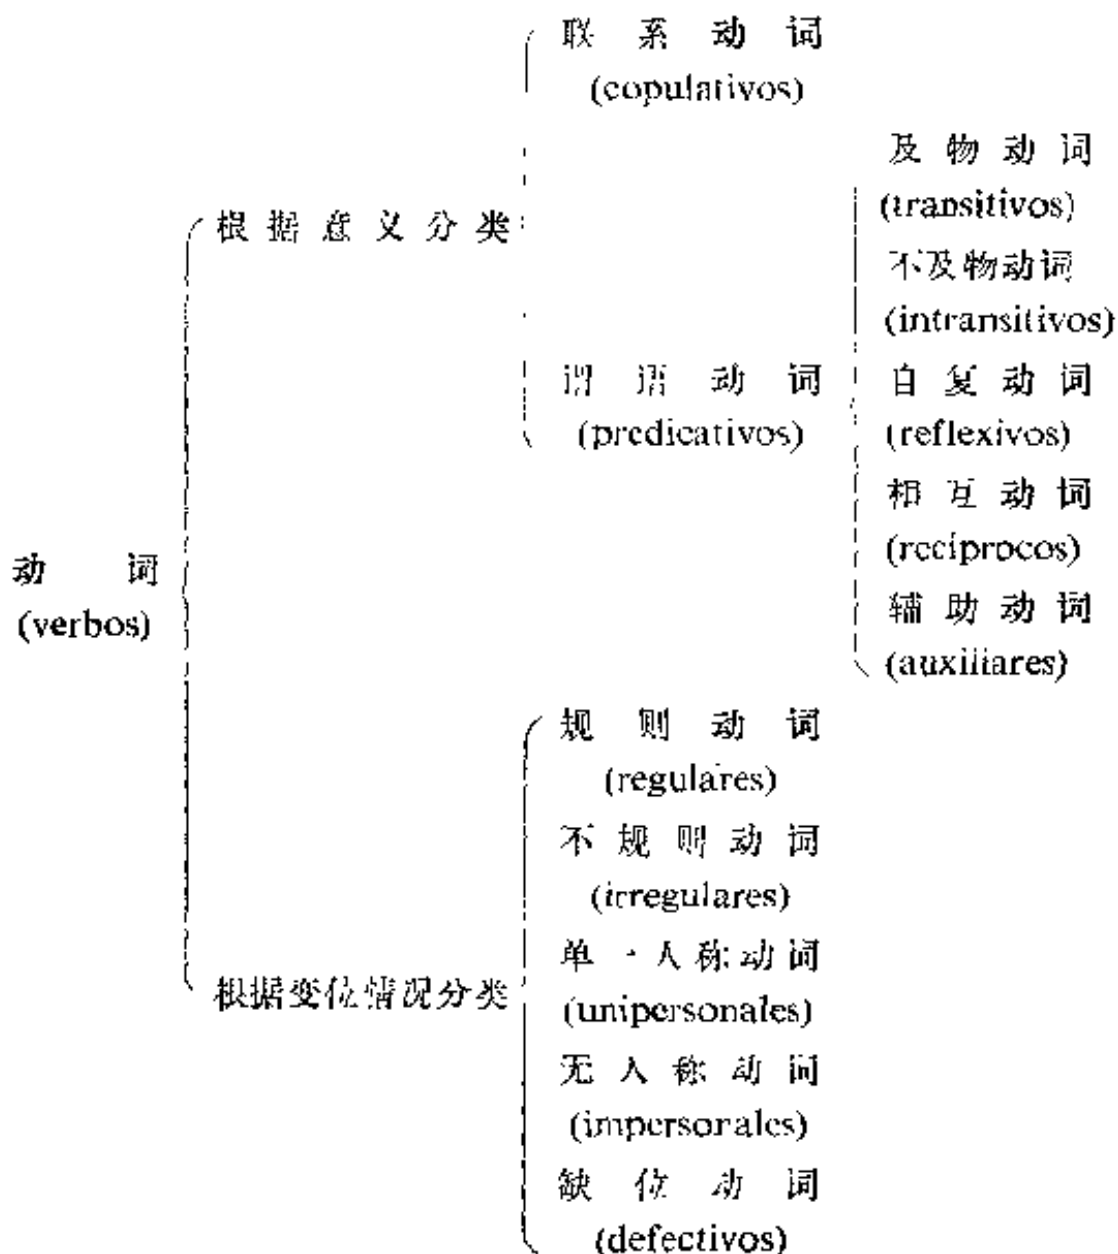 联系动词
(copulativos)
及物动词
(transitivos)
根据意义分类
不及物动词
(intransitivos)
谓语动词
(predicativos)
自复动词
(reflexivos)
相互动词
(recíprocos)
动词
(verbos)
辅助动词
(auxiliares)
规则动词
(regulares)
不规则动词
(irregulares)
单一人称动词
(unipersonales)
根据变位情况分类
无人称动词
(impersonales)
缺位动词
(defectivos)